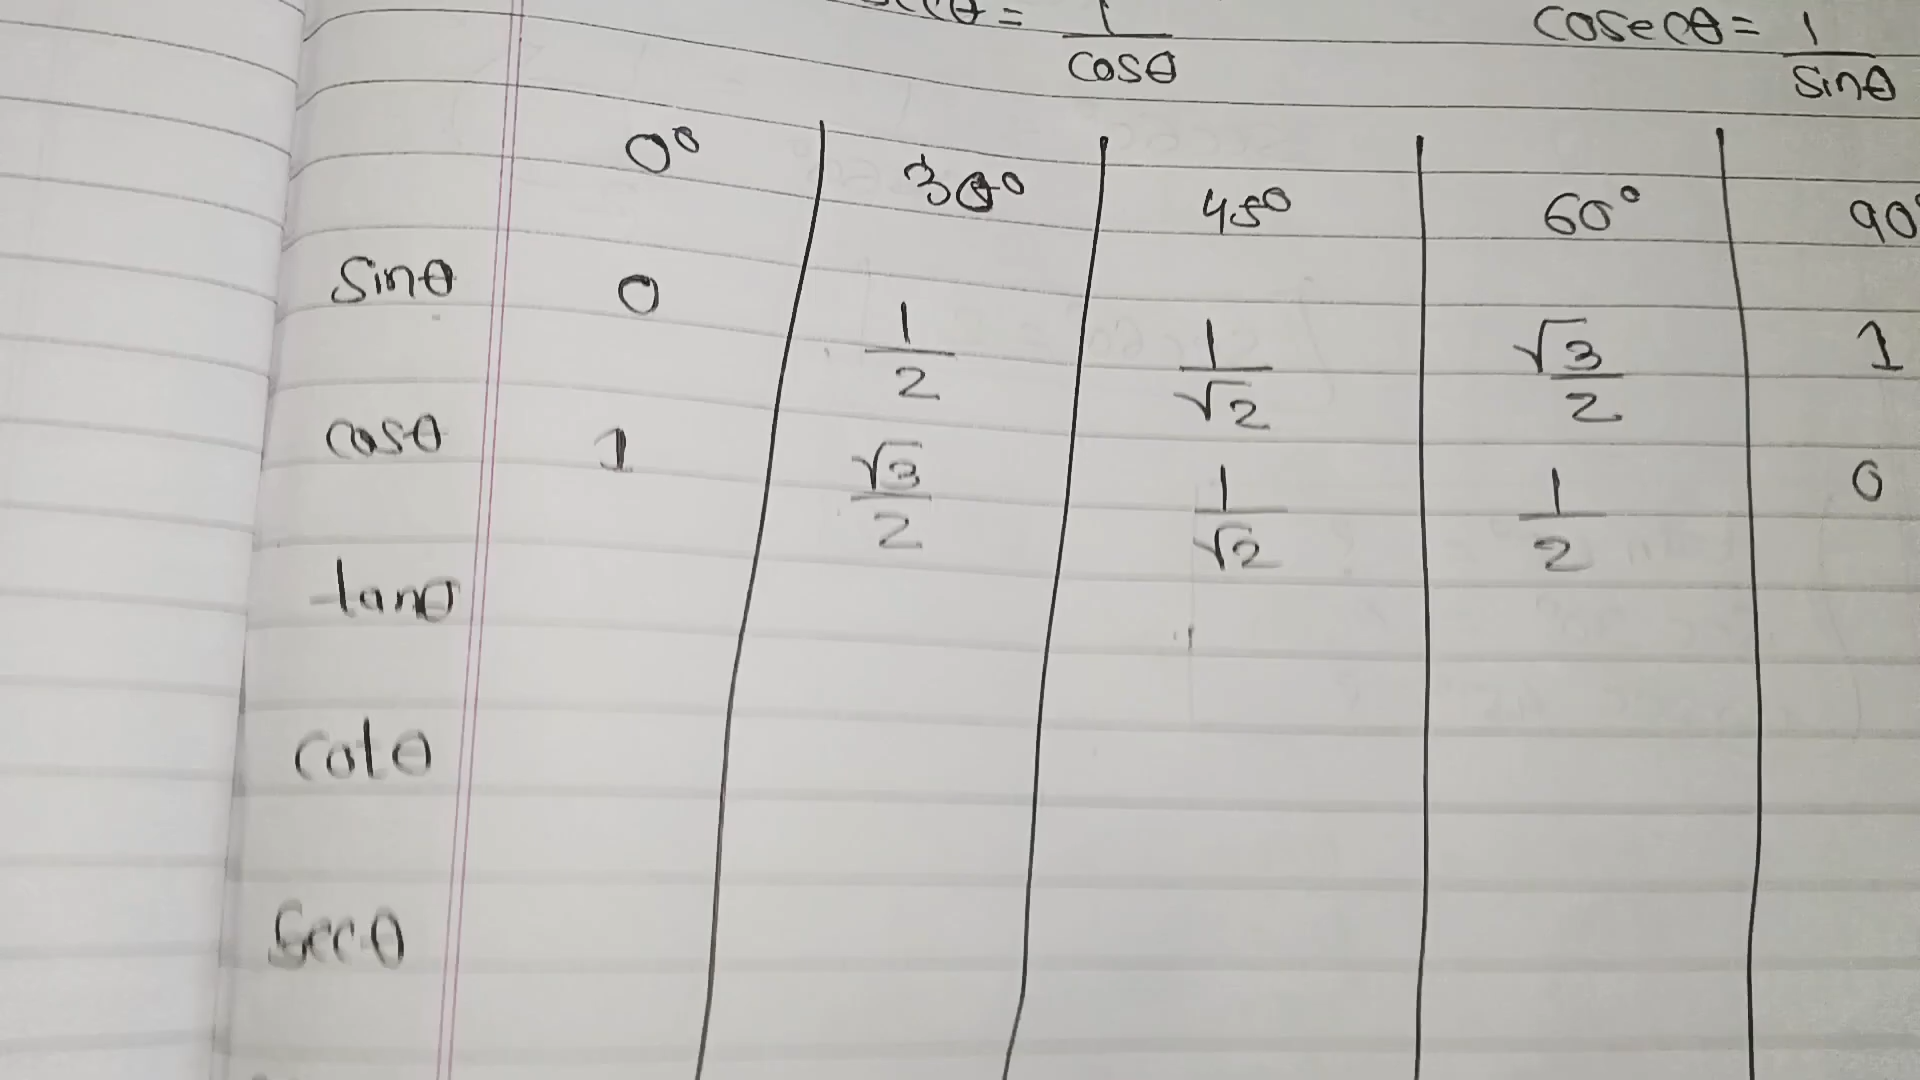 secθ = 1/cosθ cosecθ = 1/sinθ
0° 30° 45° 60° 90°
sinθ 0 1/2 1/√2 √3/2 1
cosθ 1 √3/2 1/√2 1/2 0
tanθ
cotθ
secθ